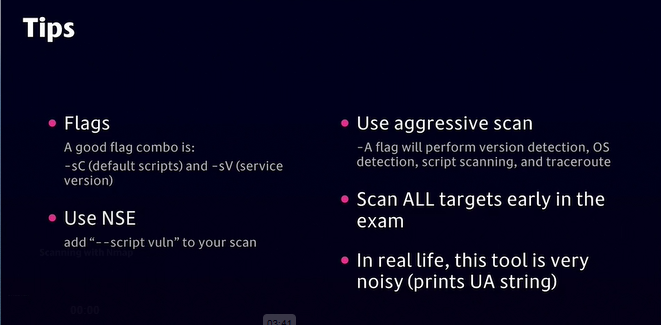 Tips
Flags
A good flag combo is:
-sC (default scripts) and -sV (service
version)
Use NSE
add “--script vuln” to your scan
Use aggressive scan
-A flag will perform version detection, OS
detection, script scanning, and traceroute
Scan ALL targets early in the
exam
In real life, this tool is very
noisy (prints UA string)
Scanning with nmap
00:00
03:41